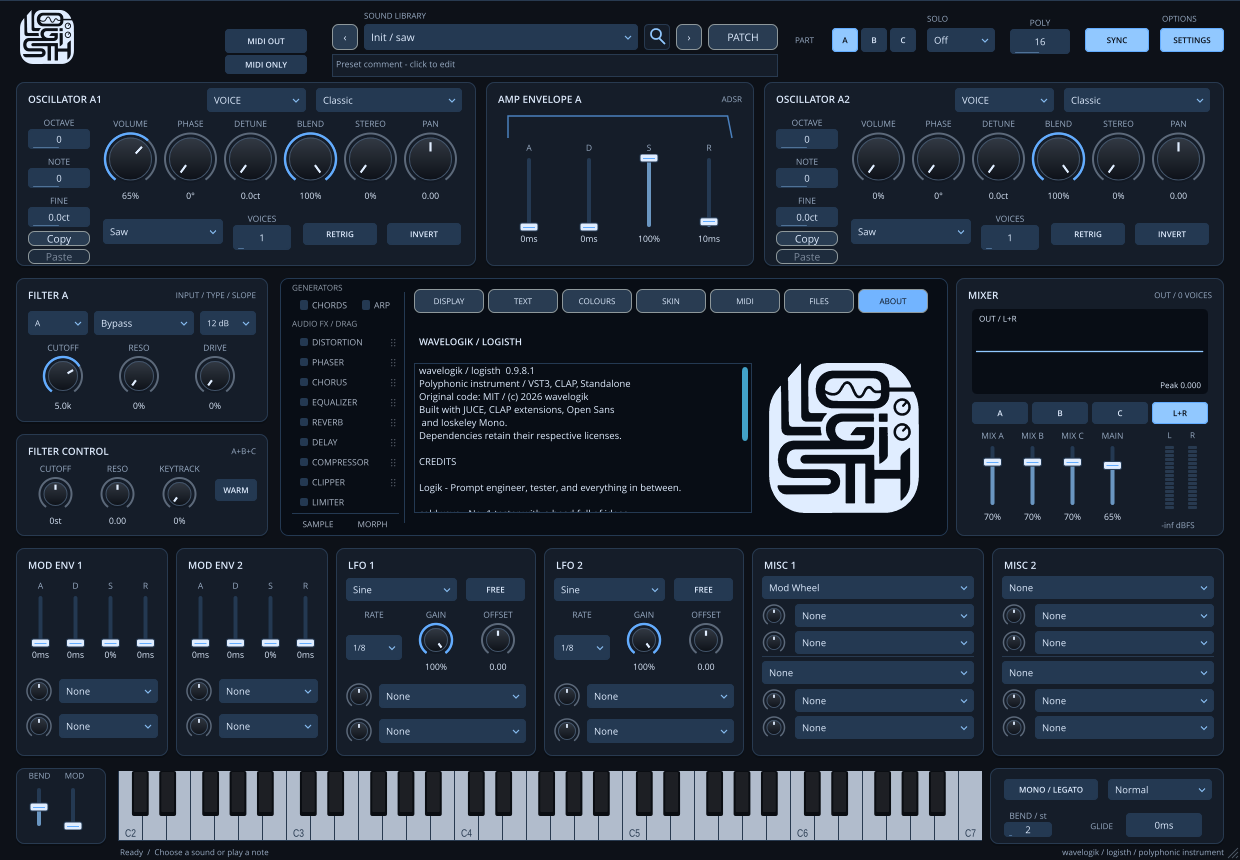 LOGISTH
SOUND LIBRARY
MIDI OUT
MIDI ONLY
‹ Init / saw › PATCH
Preset comment - click to edit
PART A B C
SOLO
Off
POLY
16
SYNC
OPTIONS
SETTINGS
OSCILLATOR A1 VOICE Classic
OCTAVE VOLUME PHASE DETUNE BLEND STEREO PAN
0
NOTE
0
65% 0° 0.0ct 100% 0% 0.00
FINE
0.0ct
Copy
Paste
Saw
VOICES
1
RETRIG INVERT
AMP ENVELOPE A ADSR
A D S R
0ms 0ms 100% 10ms
OSCILLATOR A2 VOICE Classic
OCTAVE VOLUME PHASE DETUNE BLEND STEREO PAN
0
NOTE
0
0% 0° 0.0ct 100% 0% 0.00
FINE
0.0ct
Copy
Paste
Saw
VOICES
1
RETRIG INVERT
FILTER A INPUT / TYPE / SLOPE
A Bypass 12 dB
CUTOFF RESO DRIVE
5.0k 0% 0%
FILTER CONTROL A+B+C
CUTOFF RESO KEYTRACK
WARM
0st 0.00 0%
GENERATORS
CHORDS ARP
AUDIO FX / DRAG
DISTORTION
PHASER
CHORUS
EQUALIZER
REVERB
DELAY
COMPRESSOR
CLIPPER
LIMITER
SAMPLE MORPH
DISPLAY TEXT COLOURS SKIN MIDI FILES ABOUT
WAVELOGIK / LOGISTH
wavelogik / logisth 0.9.8.1
Polyphonic instrument / VST3, CLAP, Standalone
Original code: MIT / (c) 2026 wavelogik
Built with JUCE, CLAP extensions, Open Sans
and Ioskeley Mono.
Dependencies retain their respective licenses.
CREDITS
Logik - Prompt engineer, tester, and everything in between.
LOGISTH
MIXER OUT / 0 VOICES
OUT / L+R
Peak 0.000
A B C L+R
MIX A MIX B MIX C MAIN L R
70% 70% 70% 65%
-inf dBFS
MOD ENV 1
A D S R
0ms 0ms 0% 0ms
None
None
MOD ENV 2
A D S R
0ms 0ms 0% 0ms
None
None
LFO 1
Sine FREE
RATE GAIN OFFSET
1/8
100% 0.00
None
None
LFO 2
Sine FREE
RATE GAIN OFFSET
1/8
100% 0.00
None
None
MISC 1
Mod Wheel
None
None
None
None
None
MISC 2
None
None
None
None
None
None
BEND MOD
C2 C3 C4 C5 C6 C7
MONO / LEGATO Normal
BEND / st
2
GLIDE 0ms
Ready / Choose a sound or play a note
wavelogik / logisth / polyphonic instrument